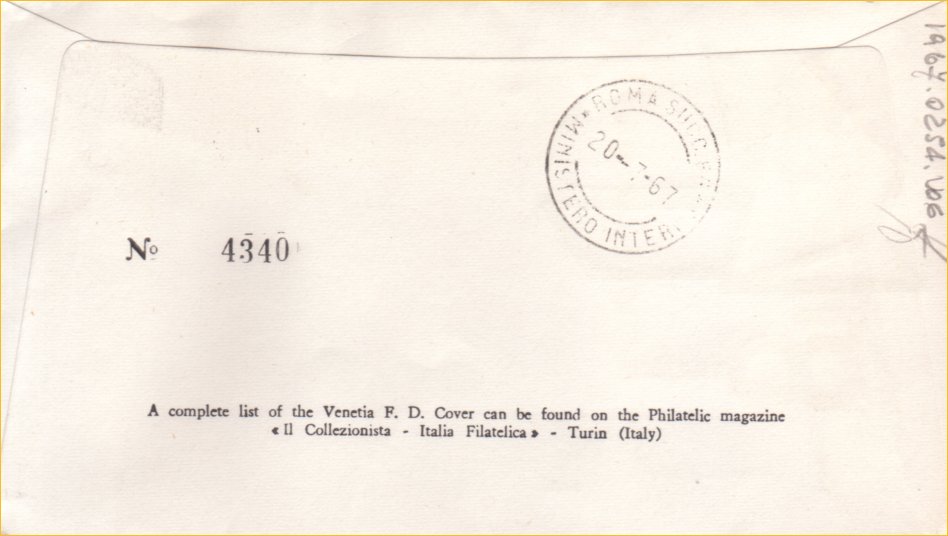 ROMA SUCC.
MINISTERO INTER.
20-7-67
1967.0254.
No 4340
A complete list of the Venetia F. D. Cover can be found on the Philatelic magazine
« Il Collezionista - Italia Filatelica » - Turin (Italy)